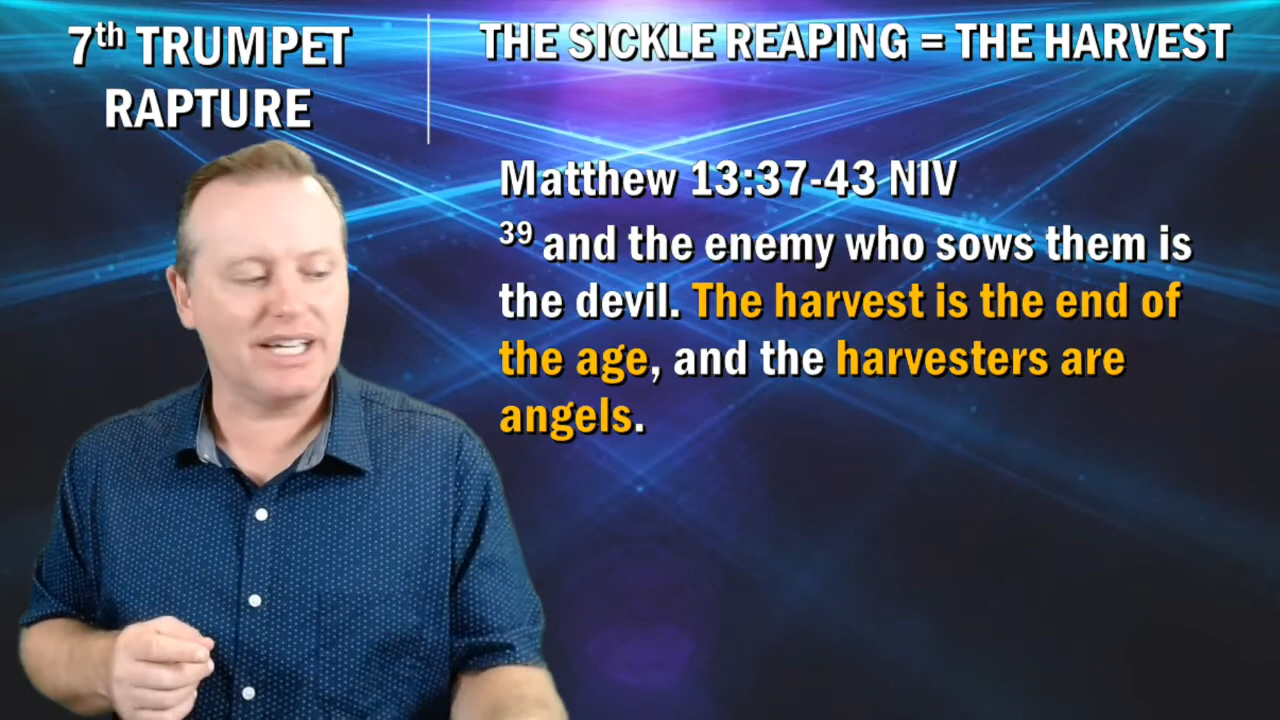 7th TRUMPET
RAPTURE
THE SICKLE REAPING = THE HARVEST
Matthew 13:37-43 NIV
39 and the enemy who sows them is
the devil. The harvest is the end of
the age, and the harvesters are
angels.